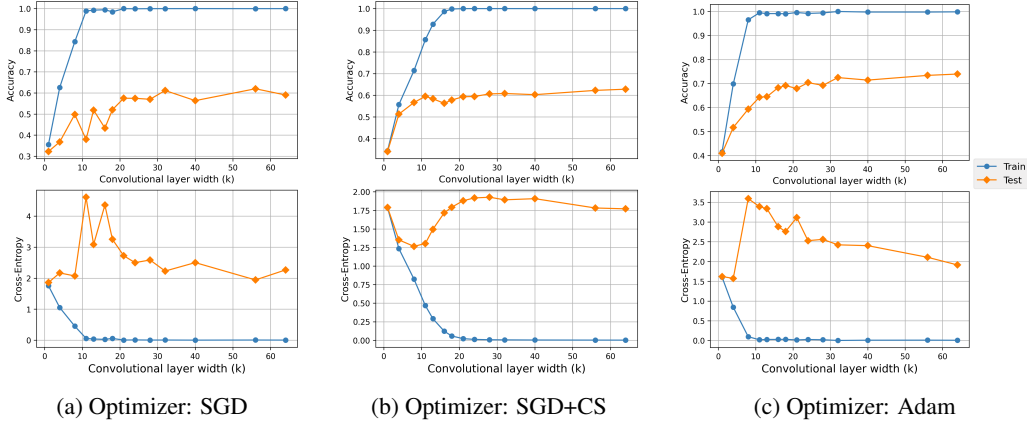 1.0
0.9
0.8
0.7
0.6
0.5
0.4
0.3
Accuracy
0 10 20 30 40 50 60
Convolutional layer width (k)
4
3
2
1
0
Cross-Entropy
0 10 20 30 40 50 60
Convolutional layer width (k)
(a) Optimizer: SGD
1.0
0.9
0.8
0.7
0.6
0.5
0.4
Accuracy
0 10 20 30 40 50 60
Convolutional layer width (k)
2.00
1.75
1.50
1.25
1.00
0.75
0.50
0.25
0.00
Cross-Entropy
0 10 20 30 40 50 60
Convolutional layer width (k)
(b) Optimizer: SGD+CS
1.0
0.9
0.8
0.7
0.6
0.5
0.4
Accuracy
0 10 20 30 40 50 60
Convolutional layer width (k)
3.5
3.0
2.5
2.0
1.5
1.0
0.5
0.0
Cross-Entropy
0 10 20 30 40 50 60
Convolutional layer width (k)
(c) Optimizer: Adam
Train
Test